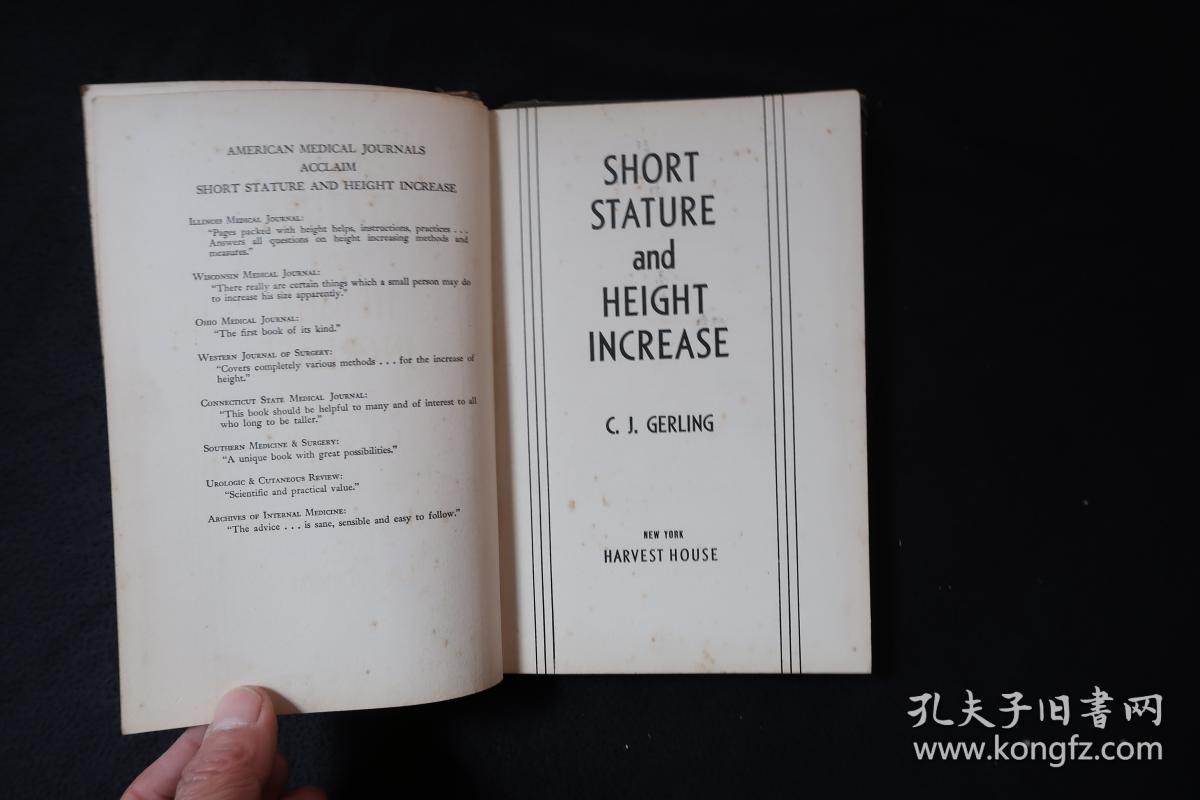 AMERICAN MEDICAL JOURNALS
ACCLAIM
SHORT STATURE AND HEIGHT INCREASE
ILLINOIS MEDICAL JOURNAL:
"Pages packed with height helps, instructions, practices . . .
Answers all questions on height increasing methods and
measures."
WISCONSIN MEDICAL JOURNAL:
"There really are certain things which a small person may do
to increase his size apparently."
OHIO MEDICAL JOURNAL:
"The first book of its kind."
WESTERN JOURNAL OF SURGERY:
"Covers completely various methods . . . for the increase of
height."
CONNECTICUT STATE MEDICAL JOURNAL:
"This book should be helpful to many and of interest to all
who long to be taller."
SOUTHERN MEDICINE & SURGERY:
"A unique book with great possibilities."
UROLOGIC & CUTANEOUS REVIEW:
"Scientific and practical value."
ARCHIVES OF INTERNAL MEDICINE:
"The advice . . . is sane, sensible and easy to follow."
SHORT
STATURE
and
HEIGHT
INCREASE
C. J. GERLING
NEW YORK
HARVEST HOUSE
孔夫子旧書网
www.kongfz.com